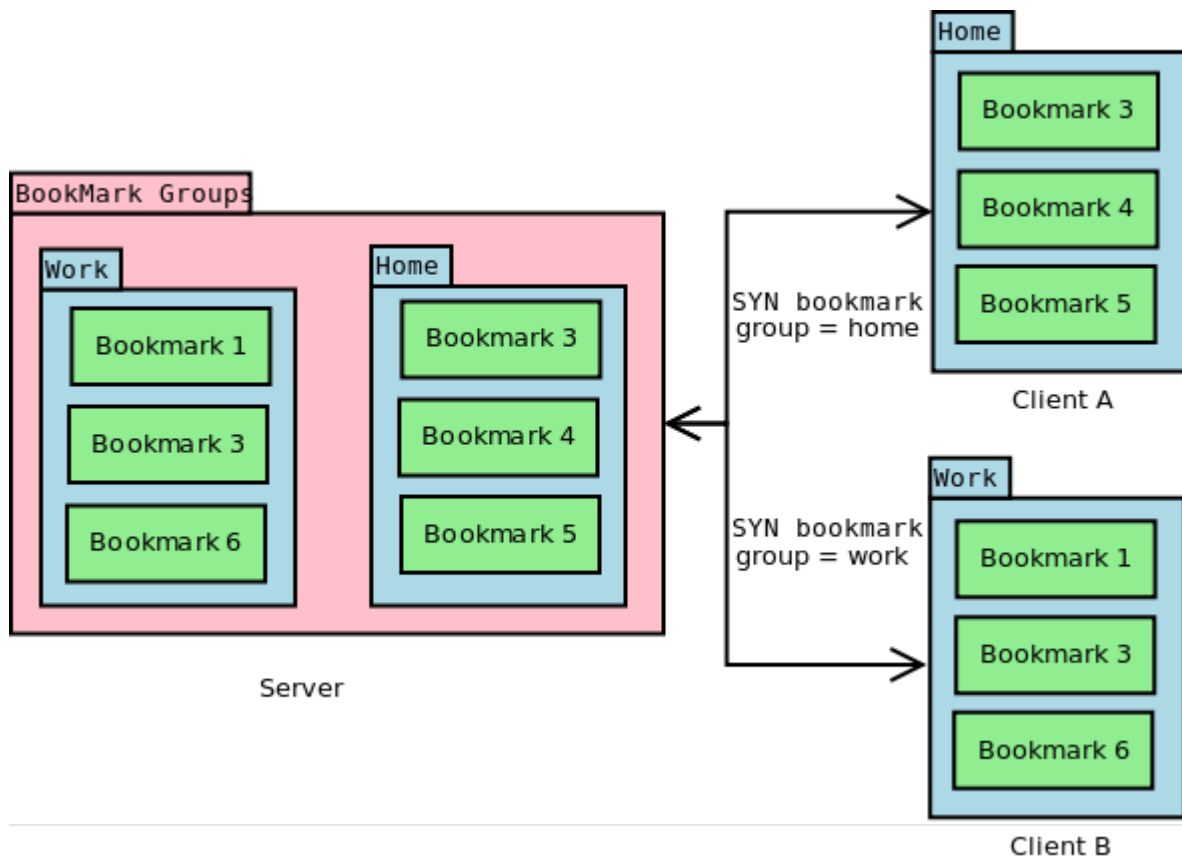 BookMark Groups
Work
Bookmark 1
Bookmark 3
Bookmark 6
Home
Bookmark 3
Bookmark 4
Bookmark 5
Server
SYN bookmark
group = home
SYN bookmark
group = work
Home
Bookmark 3
Bookmark 4
Bookmark 5
Client A
Work
Bookmark 1
Bookmark 3
Bookmark 6
Client B